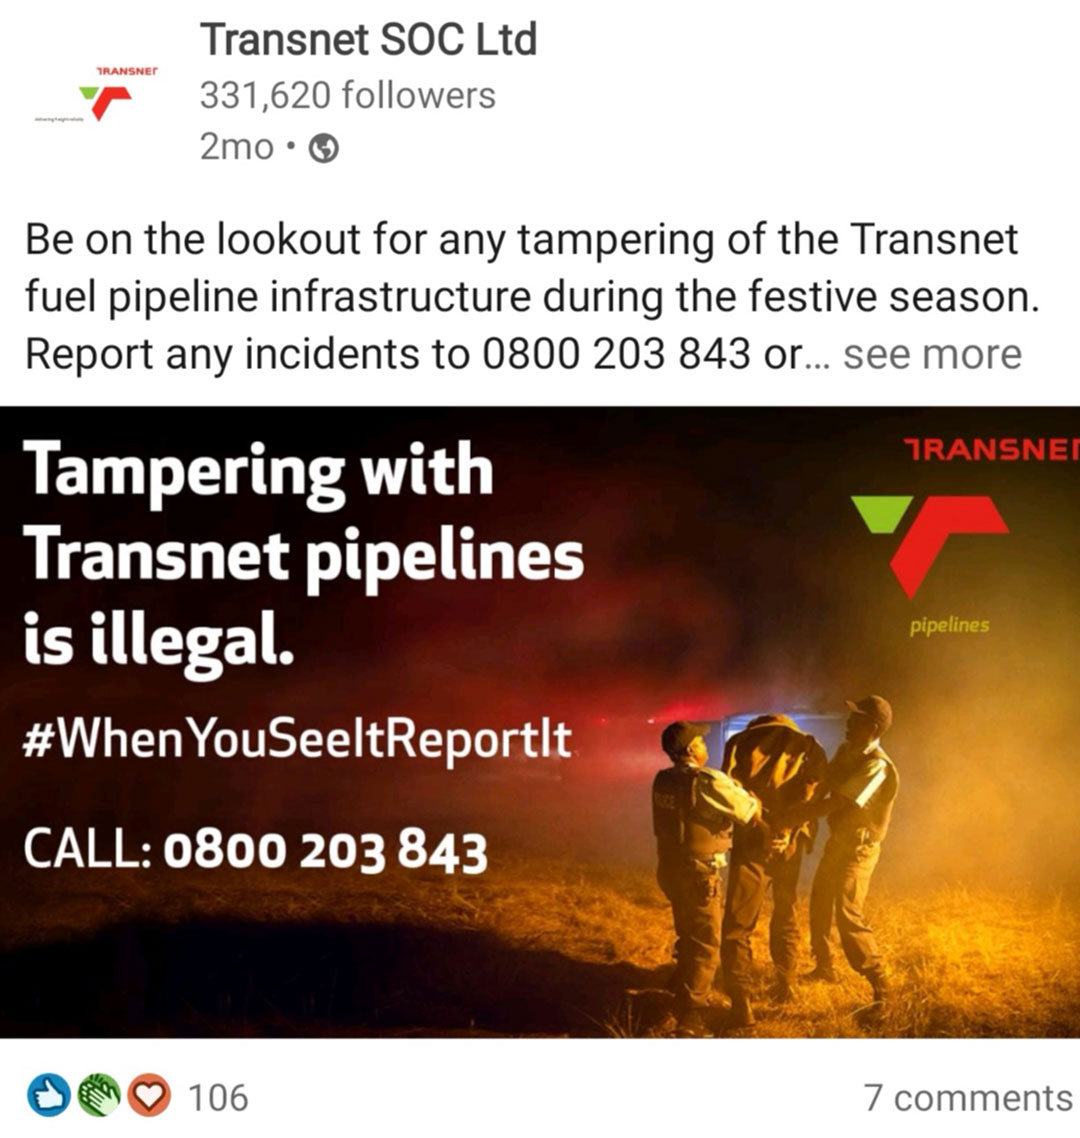 Transnet SOC Ltd
TRANSNET
331,620 followers
2mo •
Be on the lookout for any tampering of the Transnet
fuel pipeline infrastructure during the festive season.
Report any incidents to 0800 203 843 or... see more
Tampering with
Transnet pipelines
is illegal.
TRANSNET
pipelines
#WhenYouSeeItReportIt
CALL: 0800 203 843
106
7 comments